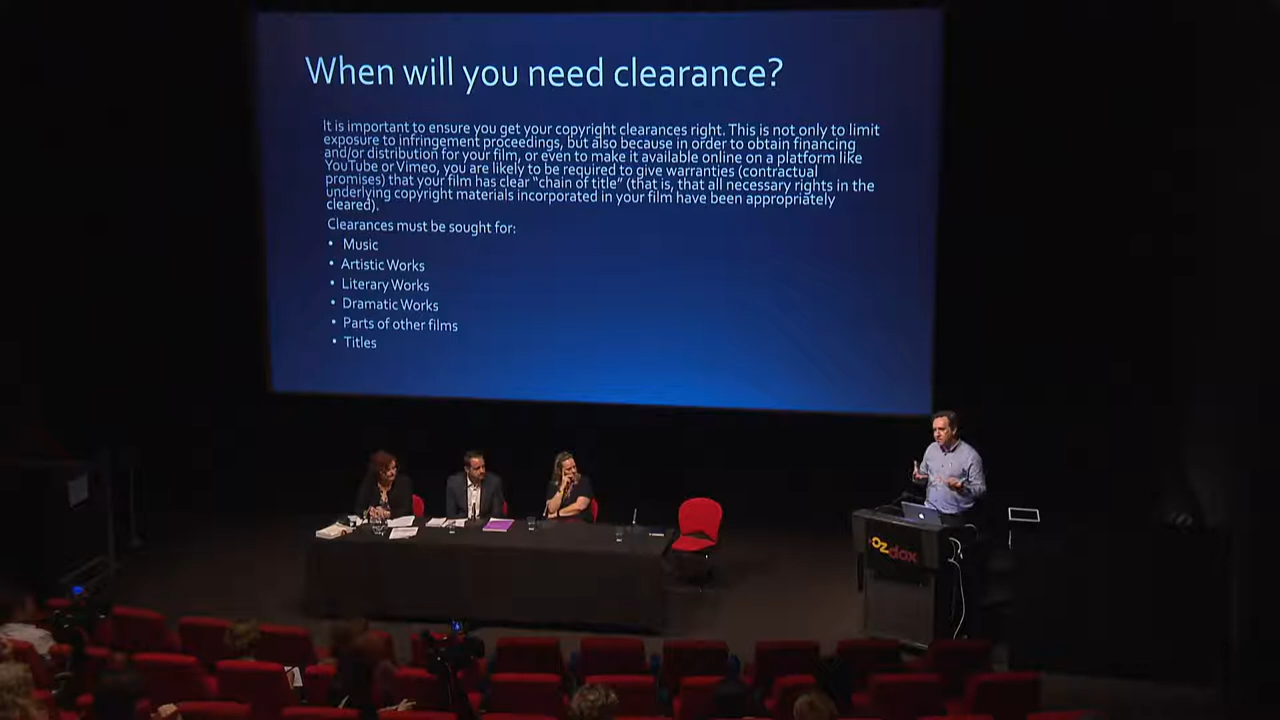 When will you need clearance?
It is important to ensure you get your copyright clearances right. This is not only to limit
exposure to infringement proceedings, but also because in order to obtain financing
and/or distribution for your film, or even to make it available online on a platform like
YouTube or Vimeo, you are likely to be required to give warranties (contractual
promises) that your film has clear “chain of title” (that is, that all necessary rights in the
underlying copyright materials incorporated in your film have been appropriately
cleared).
Clearances must be sought for:
• Music
• Artistic Works
• Literary Works
• Dramatic Works
• Parts of other films
• Titles
ozdox